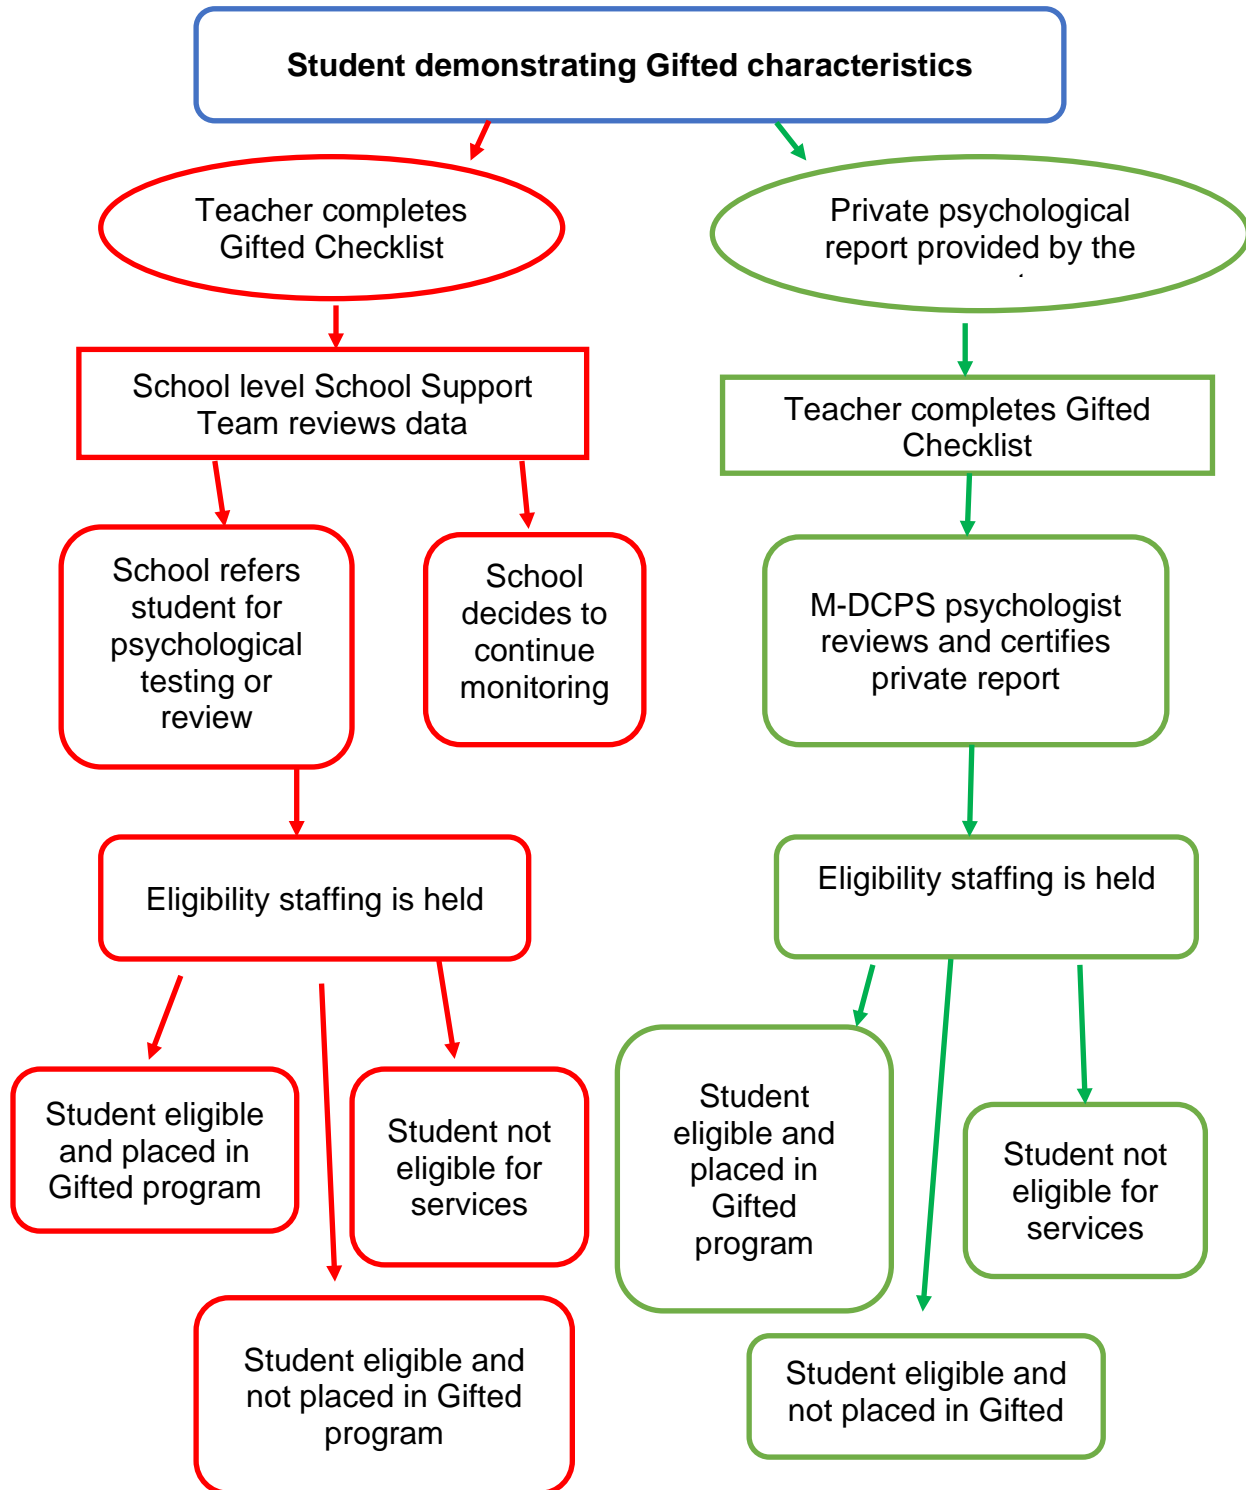 Student demonstrating Gifted characteristics
Teacher completes
Gifted Checklist
Private psychological
report provided by the
School level School Support
Team reviews data
Teacher completes Gifted
Checklist
School refers
student for
psychological
testing or
review
School
decides to
continue
monitoring
M-DCPS psychologist
reviews and certifies
private report
Eligibility staffing is held
Eligibility staffing is held
Student eligible
and placed in
Gifted program
Student not
eligible for
services
Student
eligible and
placed in
Gifted
program
Student not
eligible for
services
Student eligible and
not placed in Gifted
program
Student eligible and
not placed in Gifted